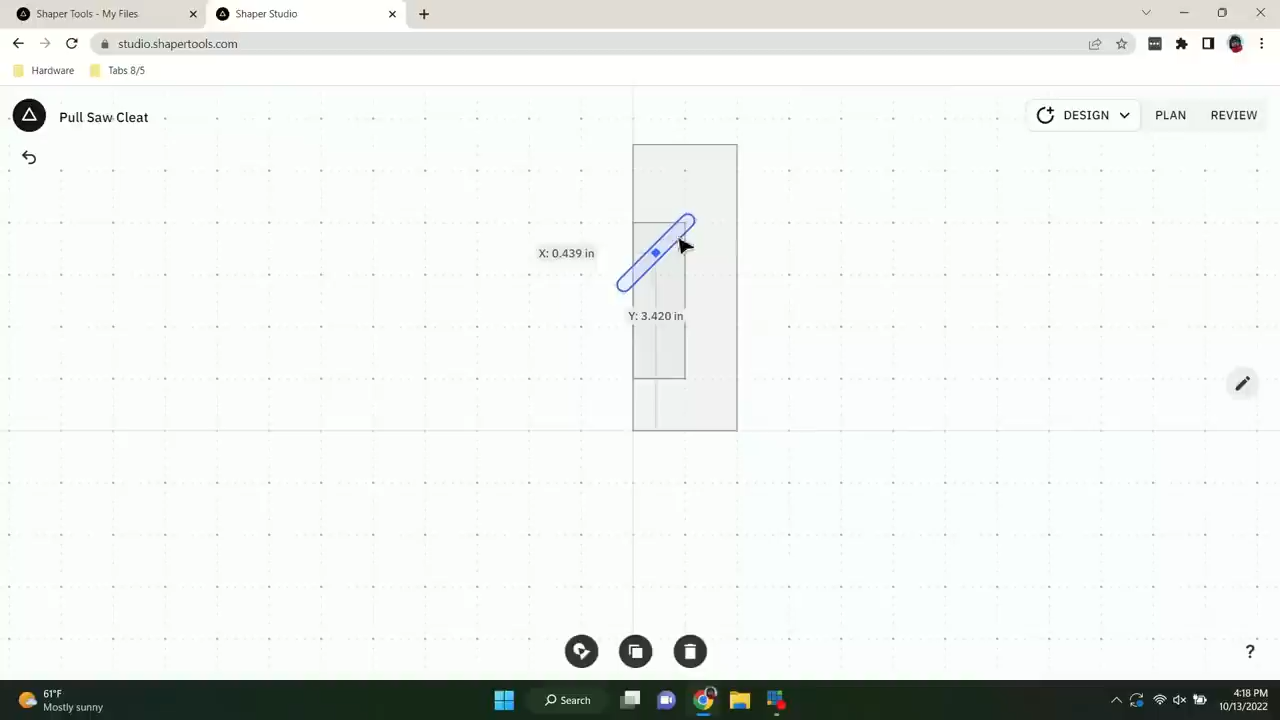 Shaper Tools - My Files
Shaper Studio
studio.shapertools.com
Hardware
Tabs 8/5
Pull Saw Cleat
DESIGN
PLAN
REVIEW
X: 0.439 in
Y: 3.420 in
?
61°F
Mostly sunny
Search
4:18 PM
10/13/2022